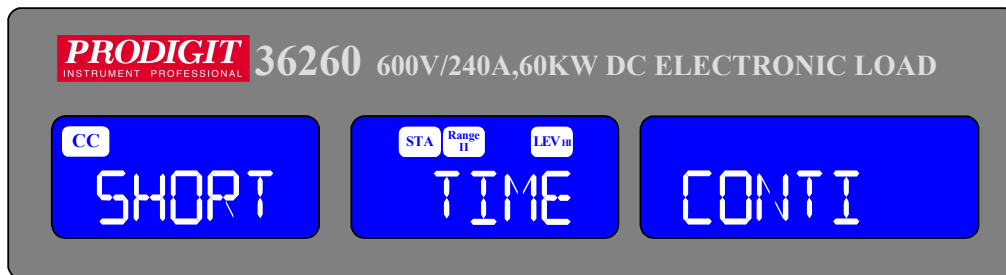 PRODIGIT
INSTRUMENT PROFESSIONAL
36260 600V/240A,60KW DC ELECTRONIC LOAD
CC
SHORT
STA Range II LEV HI
TIME
CONTI